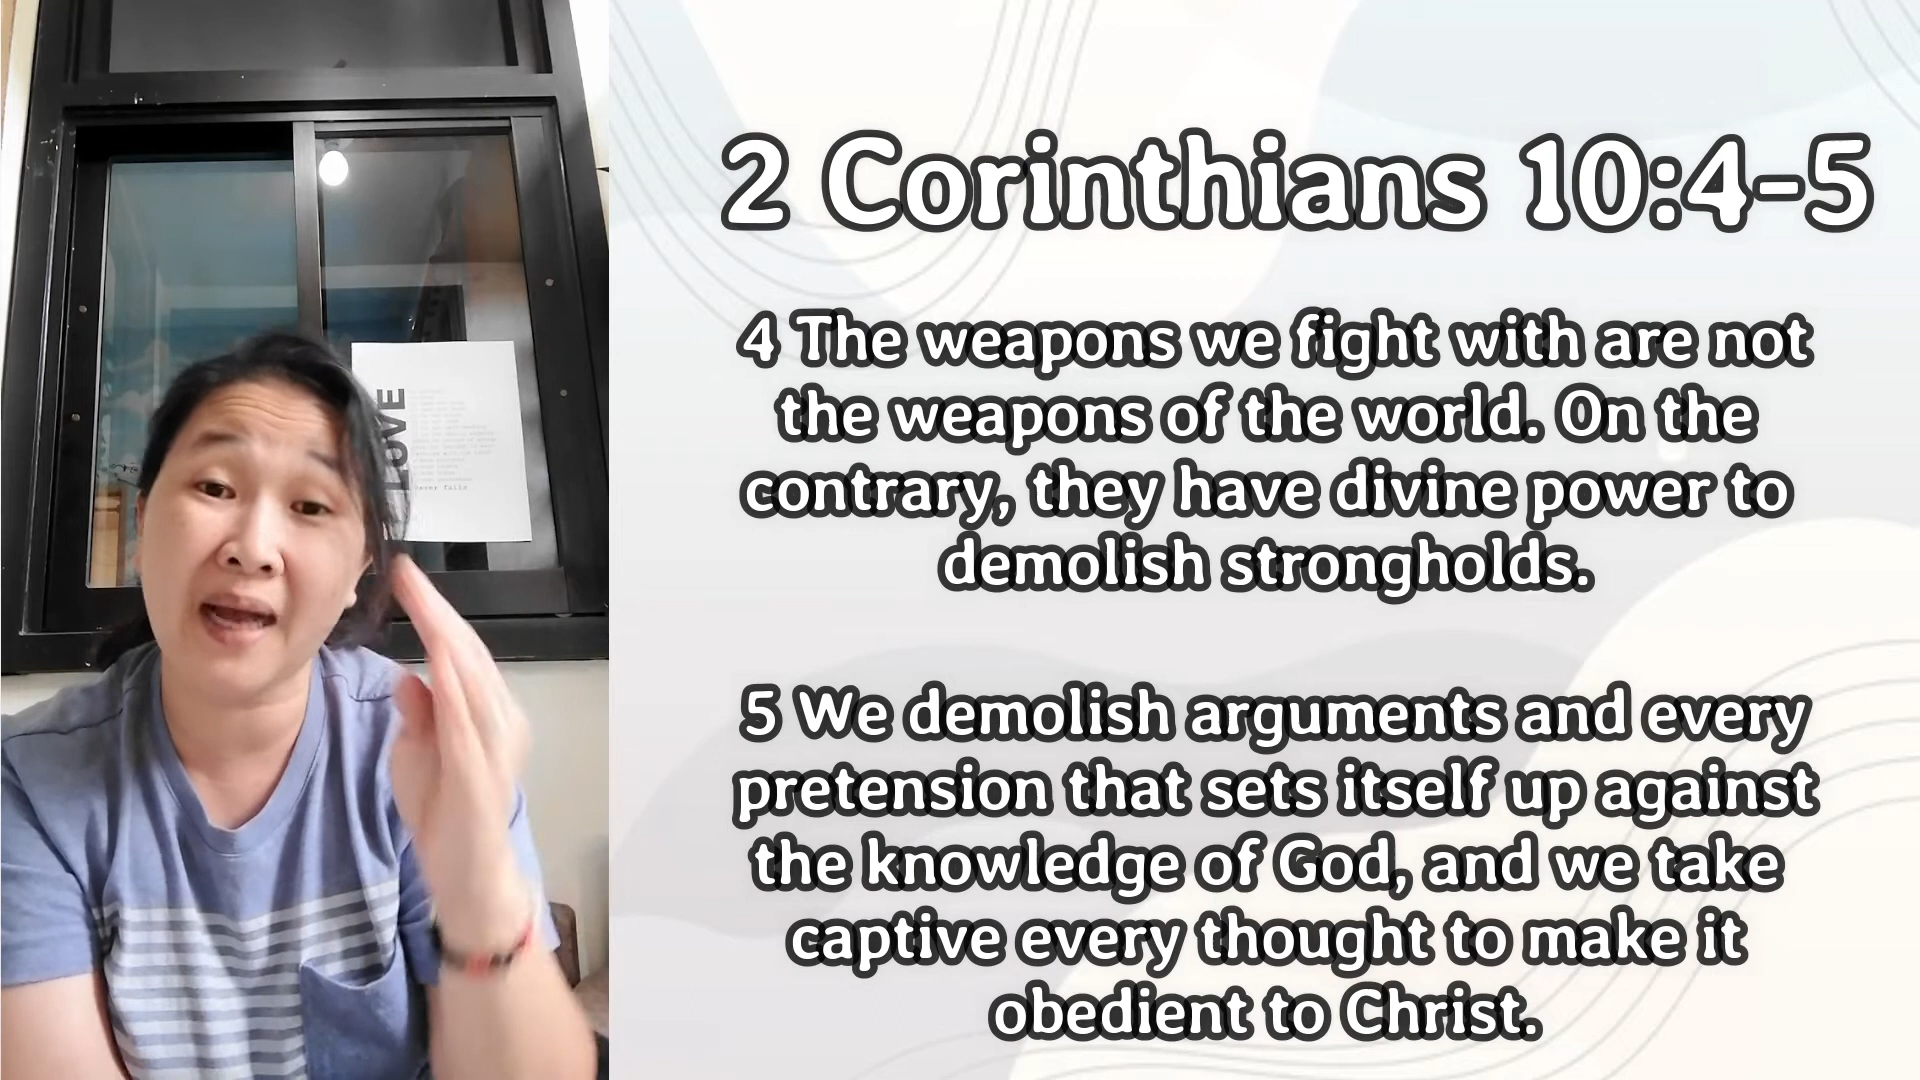 2 Corinthians 10:4-5
4 The weapons we fight with are not
the weapons of the world. On the
contrary, they have divine power to
demolish strongholds.
5 We demolish arguments and every
pretension that sets itself up against
the knowledge of God, and we take
captive every thought to make it
obedient to Christ.
LOVE
never fails